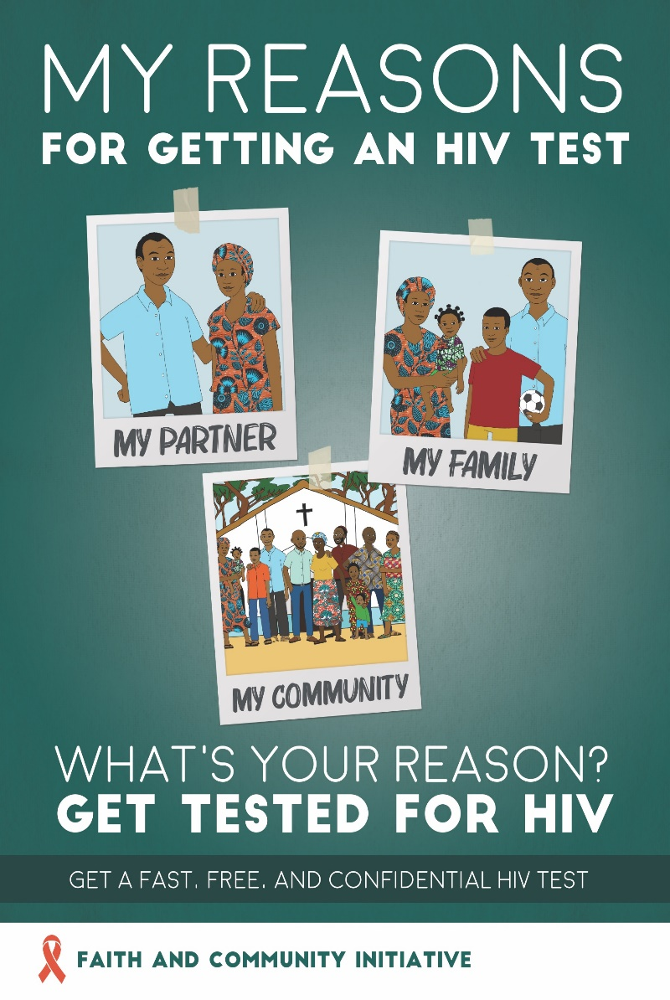 MY REASONS
FOR GETTING AN HIV TEST
MY PARTNER
MY FAMILY
MY COMMUNITY
WHAT'S YOUR REASON?
GET TESTED FOR HIV
GET A FAST, FREE, AND CONFIDENTIAL HIV TEST
FAITH AND COMMUNITY INITIATIVE